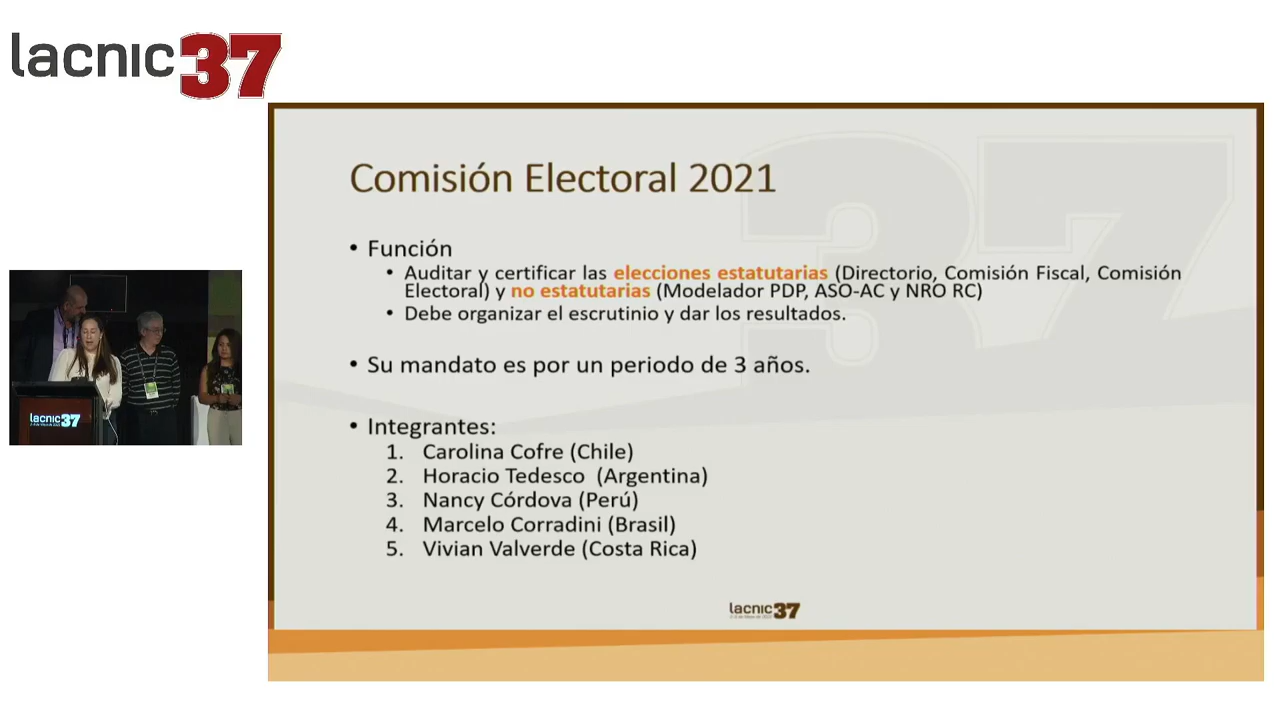 lacnic37
Comisión Electoral 2021
• Función
• Auditar y certificar las elecciones estatutarias (Directorio, Comisión Fiscal, Comisión
Electoral) y no estatutarias (Modelador PDP, ASO-AC y NRO RC)
• Debe organizar el escrutinio y dar los resultados.
• Su mandato es por un periodo de 3 años.
• Integrantes:
1. Carolina Cofre (Chile)
2. Horacio Tedesco (Argentina)
3. Nancy Córdova (Perú)
4. Marcelo Corradini (Brasil)
5. Vivian Valverde (Costa Rica)
lacnic37
lacnic37